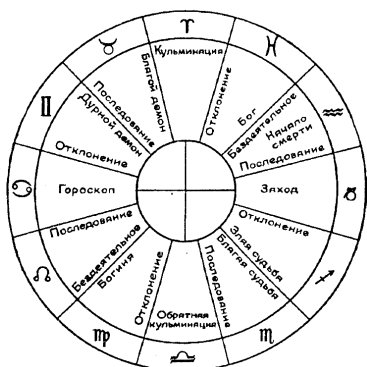 Кульминация
Отклонение
Бог
Бездеятельное
Начало
смерти
Последование
Заход
Отклонение
Злая судьба
Благая судьба
Последование
Обратная
кульминация
Отклонение
Богиня
Бездеятельное
Последование
Гороскоп
Отклонение
Дурной демон
Последование
Благой демон